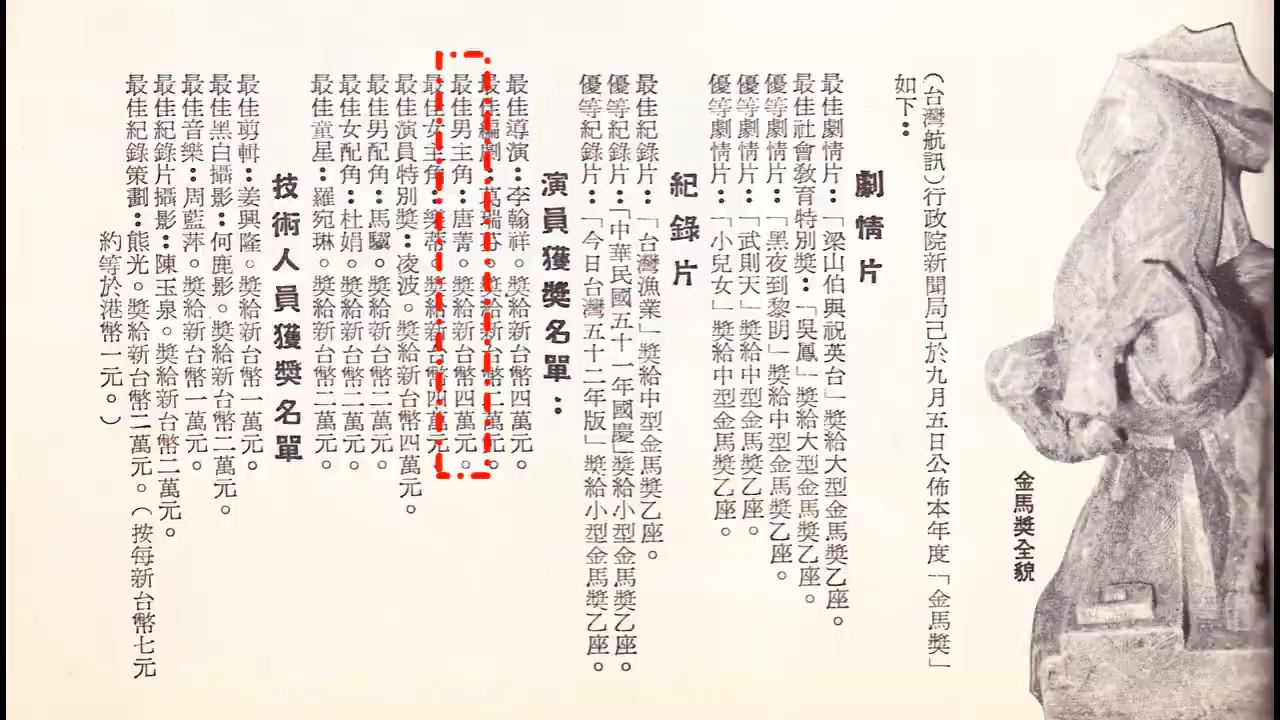 (台灣航訊)行政院新聞局己於九月五日公佈本年度「金馬獎」
如下：
劇情片
最佳劇情片：「梁山伯與祝英台」獎給大型金馬獎乙座。
最佳社會教育特別獎：「吳鳳」獎給大型金馬獎乙座。
優等劇情片：「黑夜到黎明」獎給中型金馬獎乙座。
優等劇情片：「武則天」獎給中型金馬獎乙座。
優等劇情片：「小兒女」獎給中型金馬獎乙座。
紀錄片
最佳紀錄片：「台灣漁業」獎給中型金馬獎乙座。
優等紀錄片：「中華民國五十一年國慶」獎給小型金馬獎乙座。
優等紀錄片：「今日台灣五十二年版」獎給小型金馬獎乙座。
演員獲獎名單：
最佳導演：李翰祥。獎給新台幣四萬元。
最佳編劇：葛瑞芬。獎給新台幣二萬元。
最佳男主角：唐菁。獎給新台幣四萬元。
最佳女主角：樂蒂。獎給新台幣四萬元。
最佳演員特別獎：凌波。獎給新台幣四萬元。
最佳男配角：馬驥。獎給新台幣二萬元。
最佳女配角：杜娟。獎給新台幣二萬元。
最佳童星：羅宛琳。獎給新台幣二萬元。
技術人員獲獎名單
最佳剪輯：姜興隆。獎給新台幣一萬元。
最佳黑白攝影：何鹿影。獎給新台幣二萬元。
最佳音樂：周藍萍。獎給新台幣一萬元。
最佳紀錄片攝影：陳玉泉。獎給新台幣二萬元。
最佳紀錄策劃：熊光。獎給新台幣二萬元。(按每新台幣七元
約等於港幣一元。)
金馬獎全貌